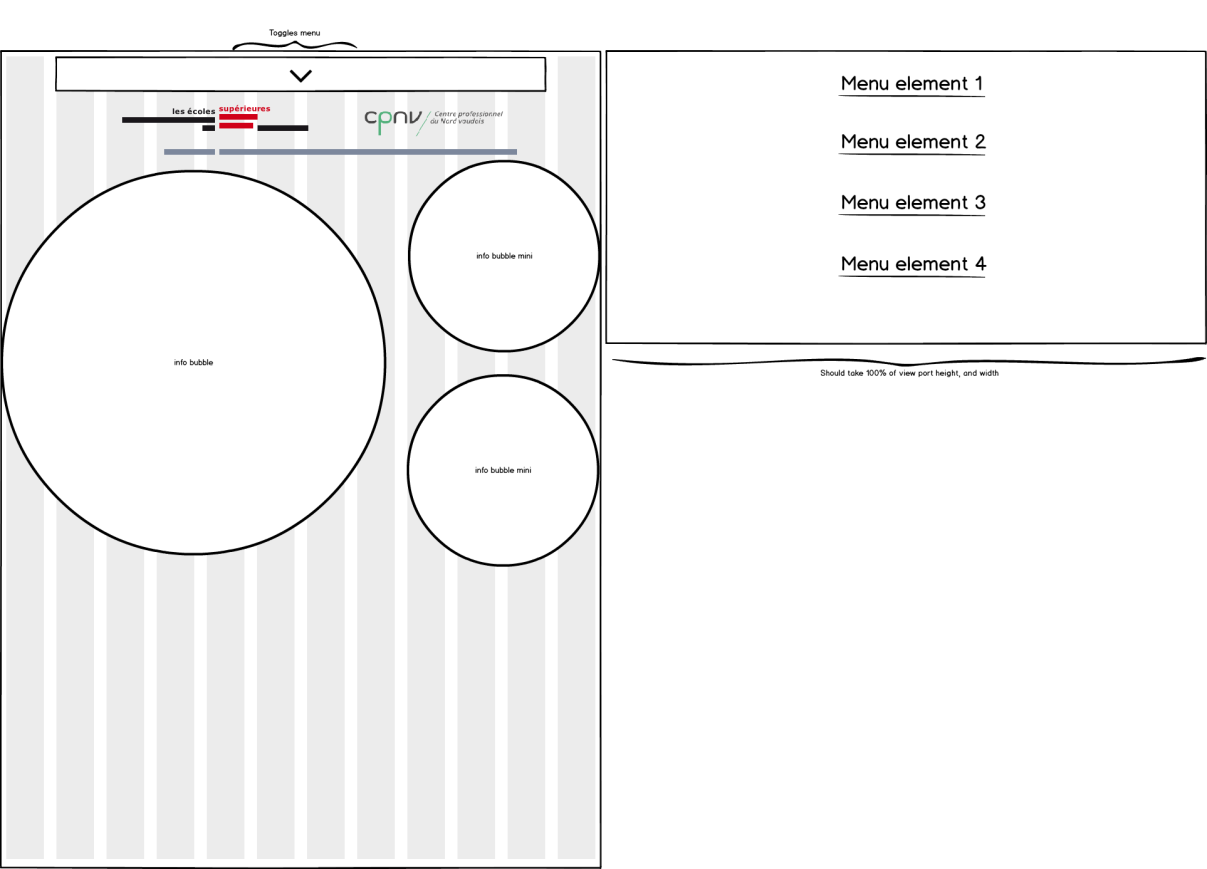 Toggles menu
les écoles supérieures
cpnv Centre professionnel
du Nord vaudois
info bubble
info bubble mini
info bubble mini
Menu element 1
Menu element 2
Menu element 3
Menu element 4
Should take 100% of view port height, and width